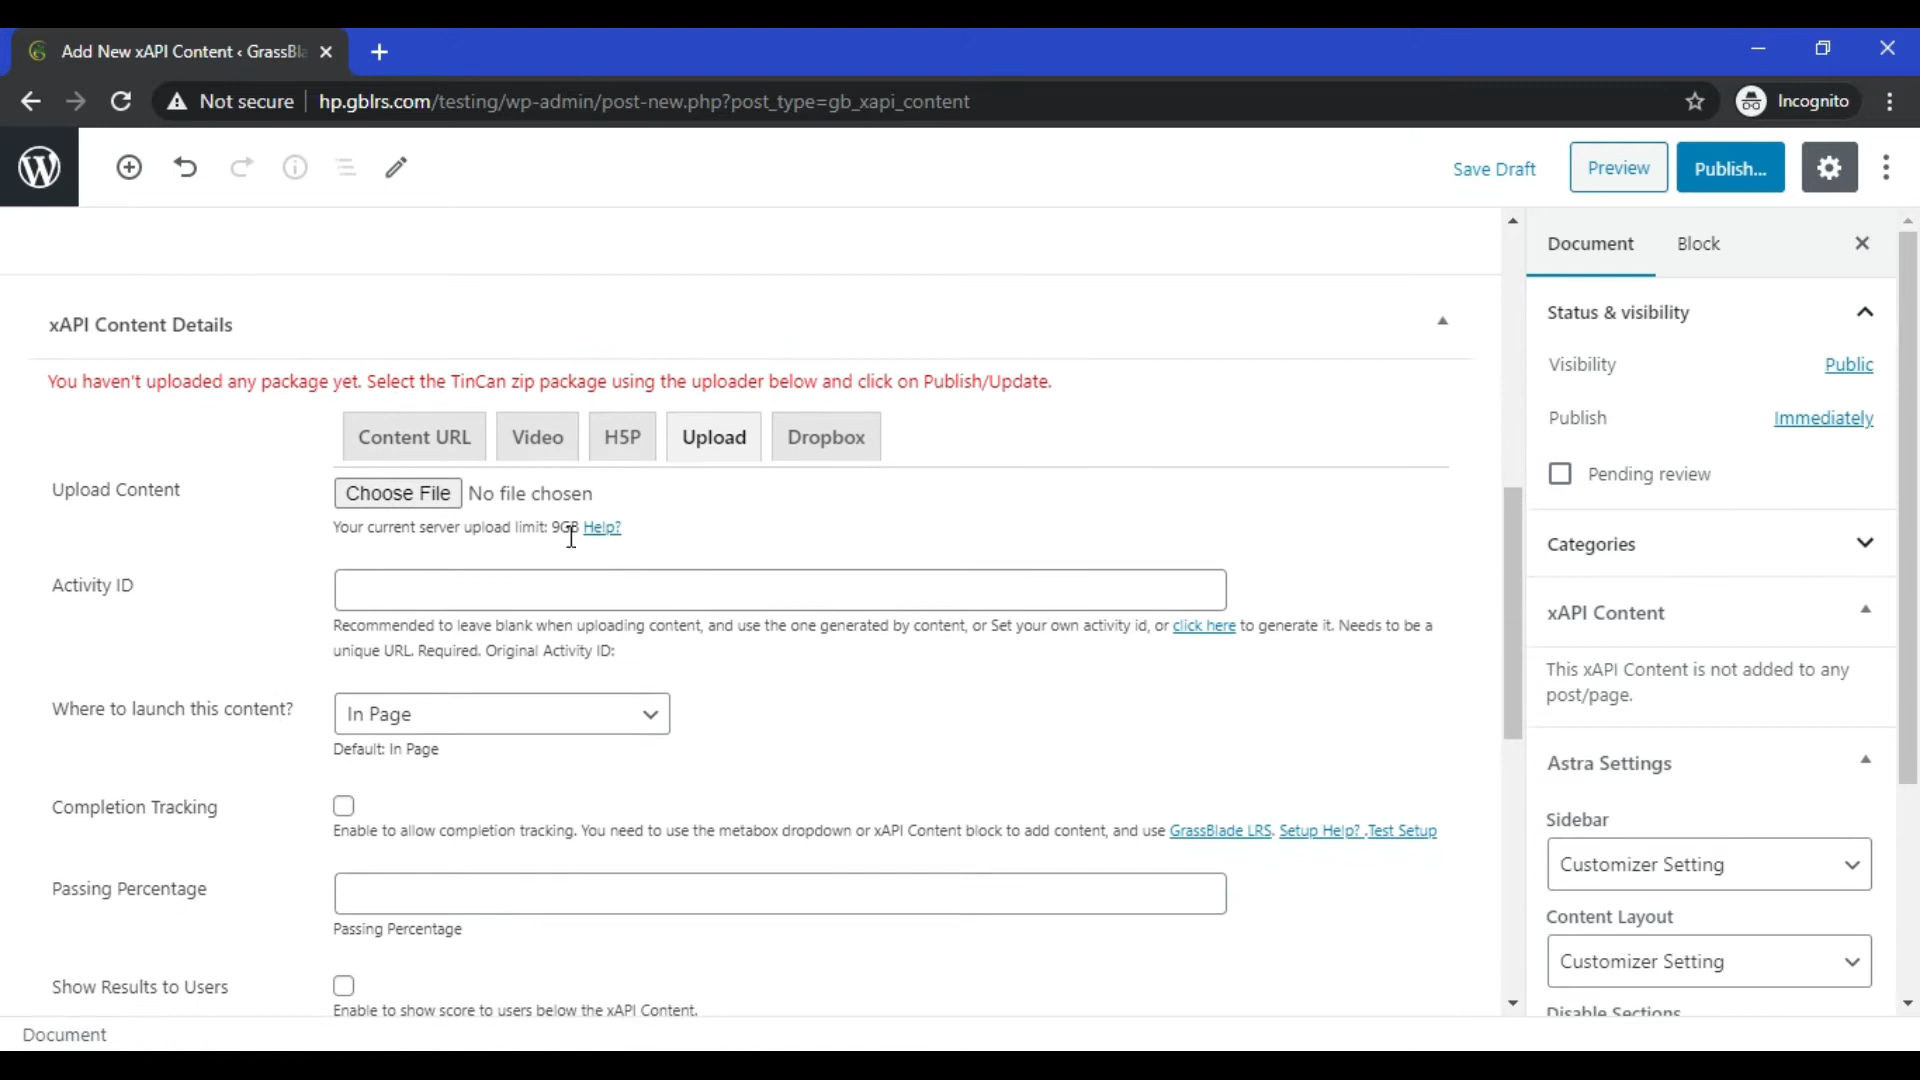 Add New xAPI Content ‹ GrassBla
Not secure
hp.gblrs.com/testing/wp-admin/post-new.php?post_type=gb_xapi_content
Incognito
Save Draft
Preview
Publish...
Document
Block
xAPI Content Details
You haven't uploaded any package yet. Select the TinCan zip package using the uploader below and click on Publish/Update.
Content URL
Video
H5P
Upload
Dropbox
Upload Content
Choose File No file chosen
Your current server upload limit: 9GB Help?
Activity ID
Recommended to leave blank when uploading content, and use the one generated by content, or Set your own activity id, or click here to generate it. Needs to be a
unique URL. Required. Original Activity ID:
Where to launch this content?
In Page
Default: In Page
Completion Tracking
Enable to allow completion tracking. You need to use the metabox dropdown or xAPI Content block to add content, and use GrassBlade LRS. Setup Help? .Test Setup
Passing Percentage
Passing Percentage
Show Results to Users
Enable to show score to users below the xAPI Content.
Status & visibility
Visibility
Public
Publish
Immediately
Pending review
Categories
xAPI Content
This xAPI Content is not added to any
post/page.
Astra Settings
Sidebar
Customizer Setting
Content Layout
Customizer Setting
Disable Sections
Document